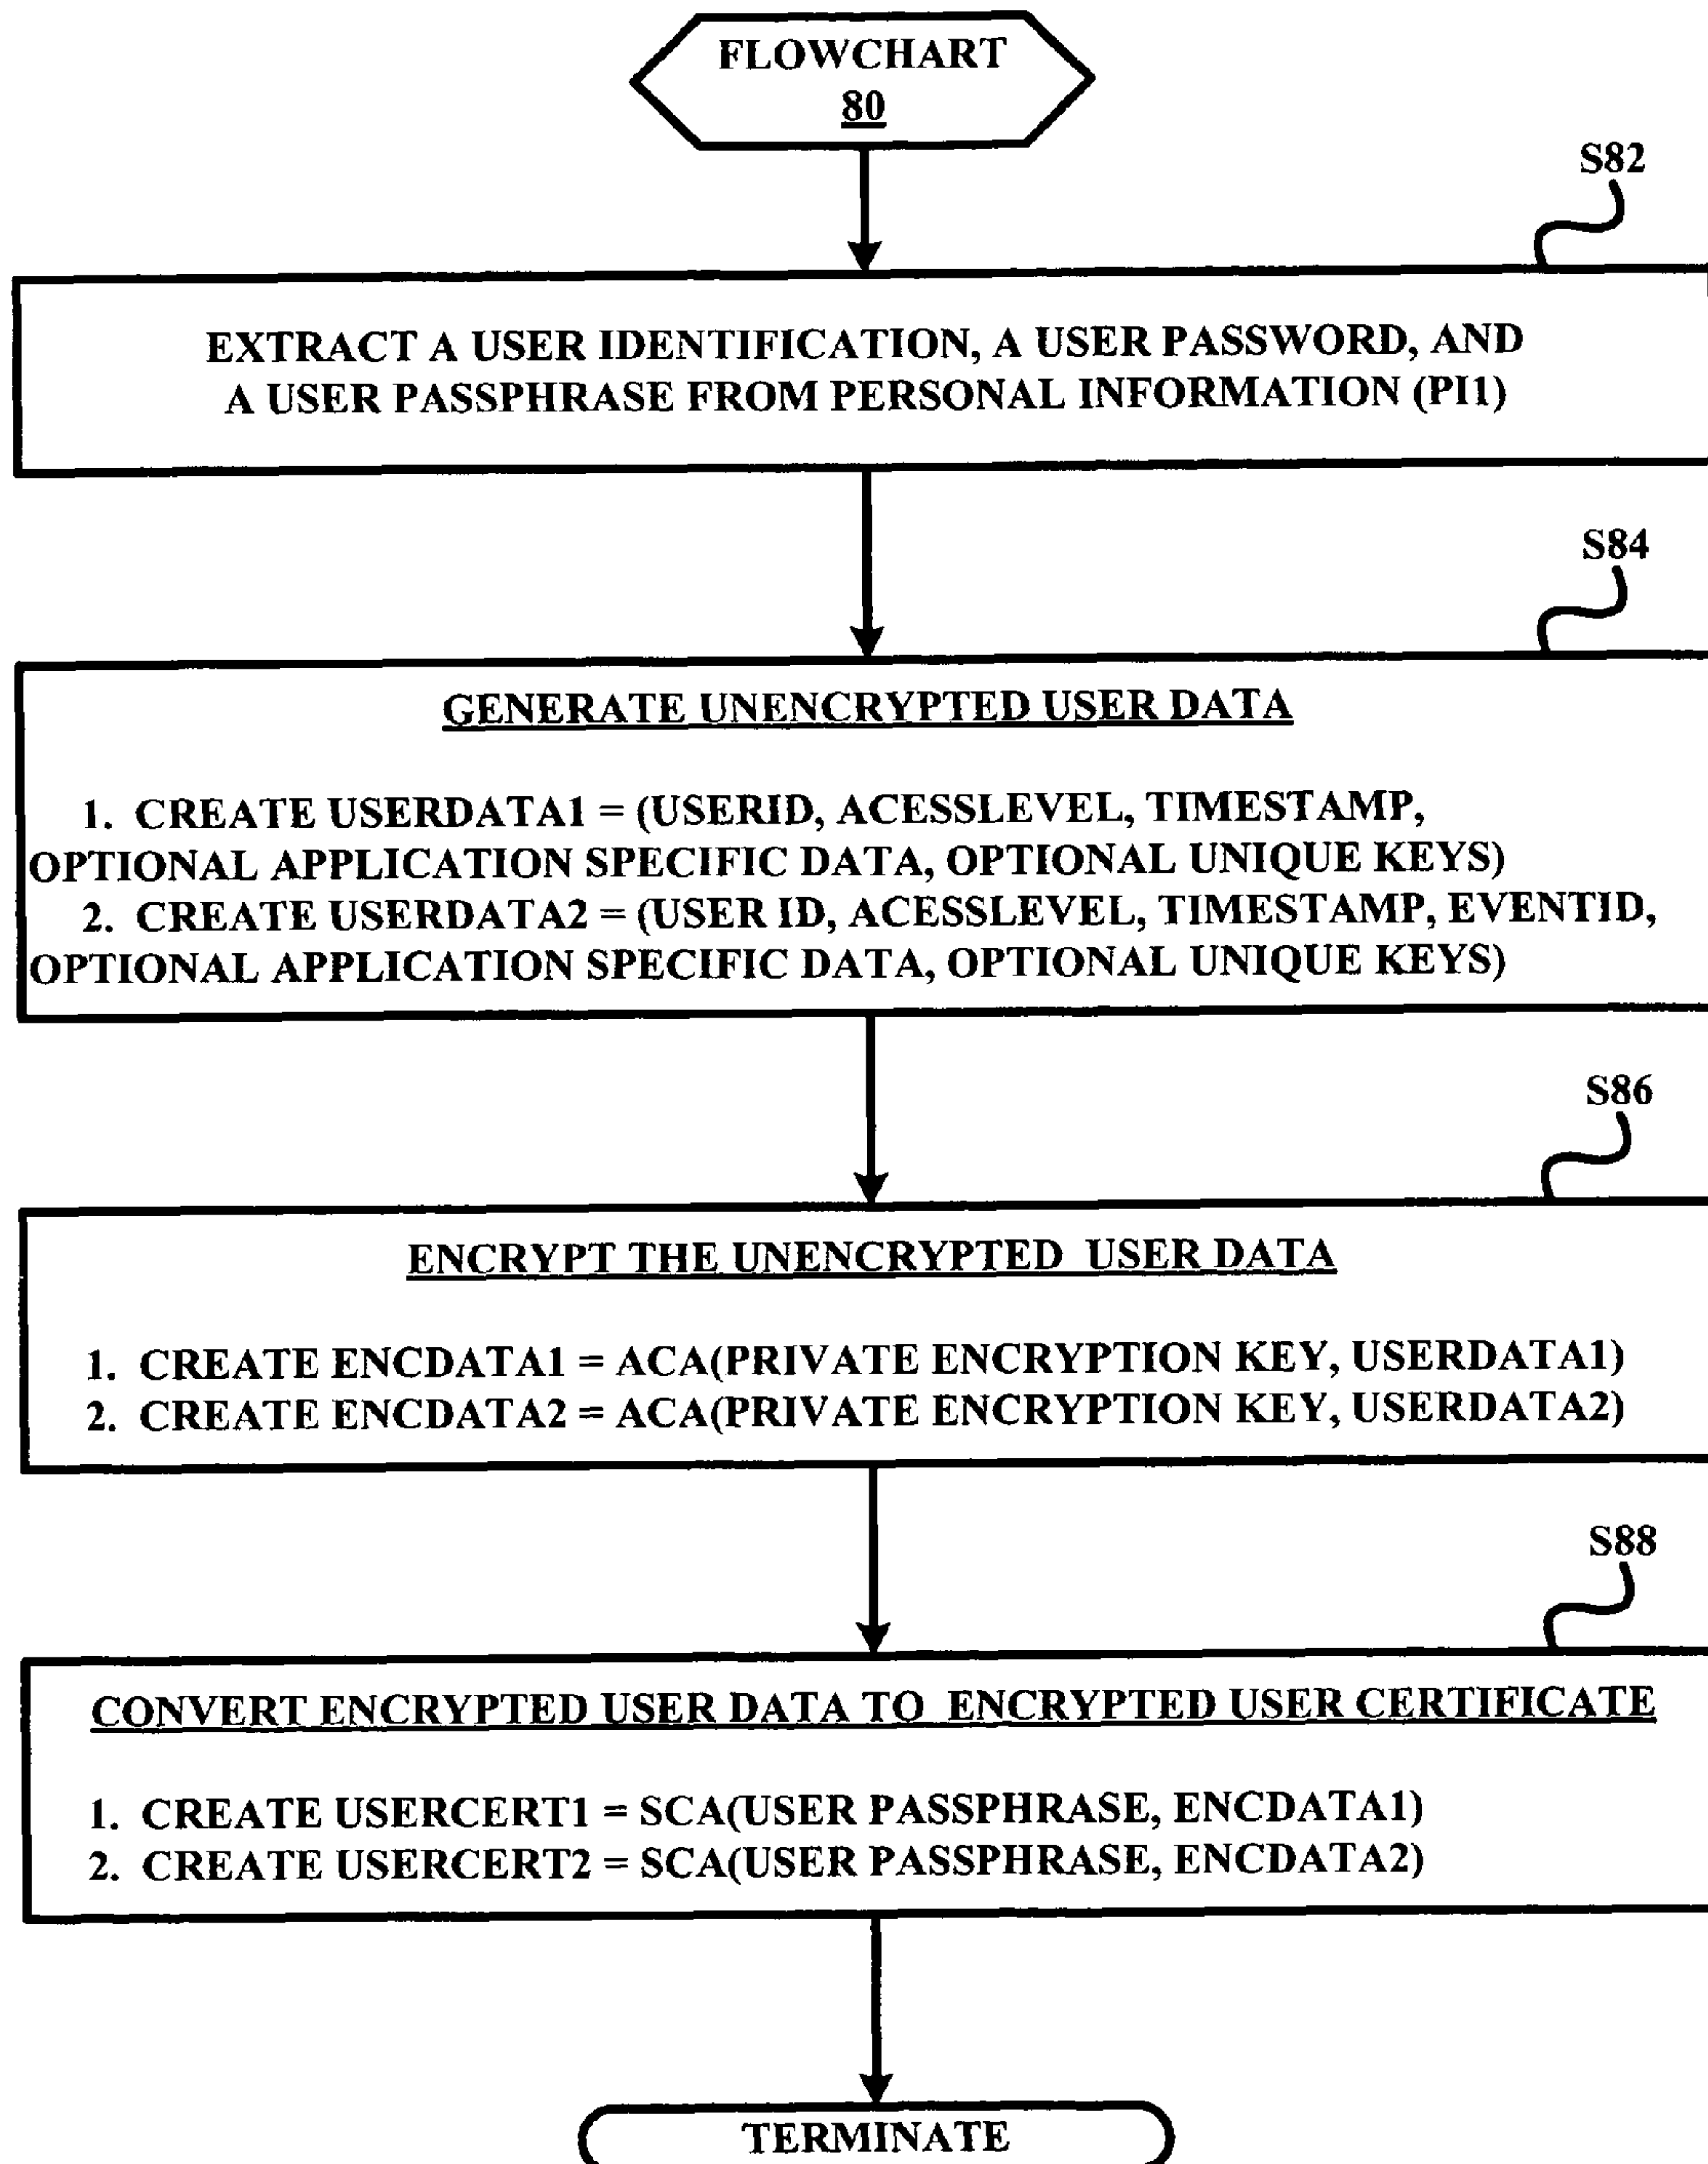 FLOWCHART
80
S82
EXTRACT A USER IDENTIFICATION, A USER PASSWORD, AND
A USER PASSPHRASE FROM PERSONAL INFORMATION (PI1)
S84
GENERATE UNENCRYPTED USER DATA
1. CREATE USERDATA1 = (USERID, ACESSLEVEL, TIMESTAMP,
OPTIONAL APPLICATION SPECIFIC DATA, OPTIONAL UNIQUE KEYS)
2. CREATE USERDATA2 = (USER ID, ACESSLEVEL, TIMESTAMP, EVENTID,
OPTIONAL APPLICATION SPECIFIC DATA, OPTIONAL UNIQUE KEYS)
S86
ENCRYPT THE UNENCRYPTED USER DATA
1. CREATE ENCDATA1 = ACA(PRIVATE ENCRYPTION KEY, USERDATA1)
2. CREATE ENCDATA2 = ACA(PRIVATE ENCRYPTION KEY, USERDATA2)
S88
CONVERT ENCRYPTED USER DATA TO ENCRYPTED USER CERTIFICATE
1. CREATE USERCERT1 = SCA(USER PASSPHRASE, ENCDATA1)
2. CREATE USERCERT2 = SCA(USER PASSPHRASE, ENCDATA2)
TERMINATE